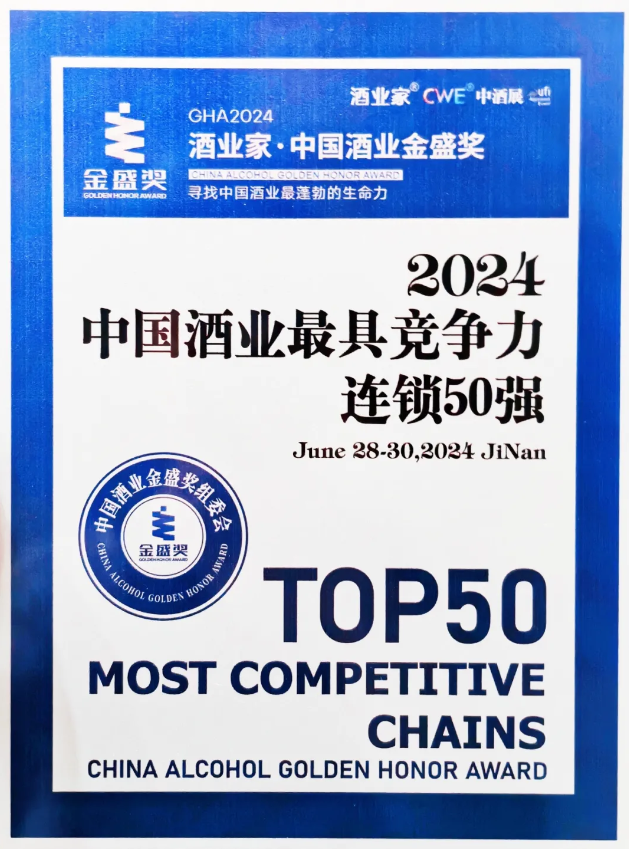 酒业家® CWE® 中酒展 ufi
GHA2024
酒业家·中国酒业金盛奖
CHINA ALCOHOL GOLDEN HONOR AWARD
寻找中国酒业最蓬勃的生命力
金盛奖
GOLDEN HONOR AWARD
2024
中国酒业最具竞争力
连锁50强
June 28-30,2024 JiNan
中国酒业金盛奖组委会
金盛奖
GOLDEN HONOR AWARD
CHINA ALCOHOL GOLDEN HONOR AWARD
TOP50
MOST COMPETITIVE
CHAINS
CHINA ALCOHOL GOLDEN HONOR AWARD